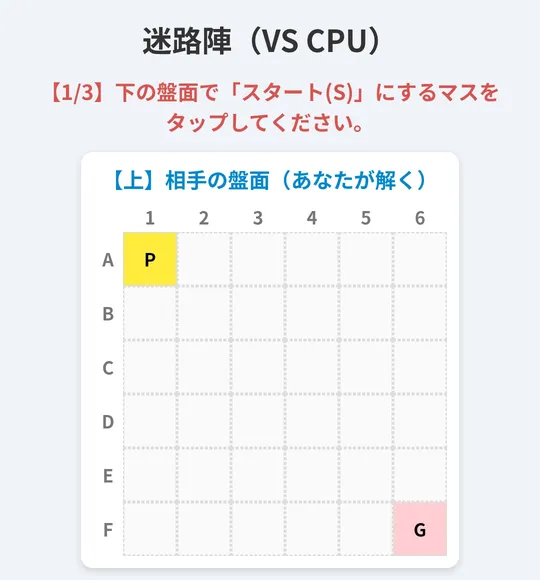 迷路陣（VS CPU）
【1/3】下の盤面で「スタート(S)」にするマスを
タップしてください。
【上】相手の盤面（あなたが解く）
1 2 3 4 5 6
A P
B
C
D
E
F G